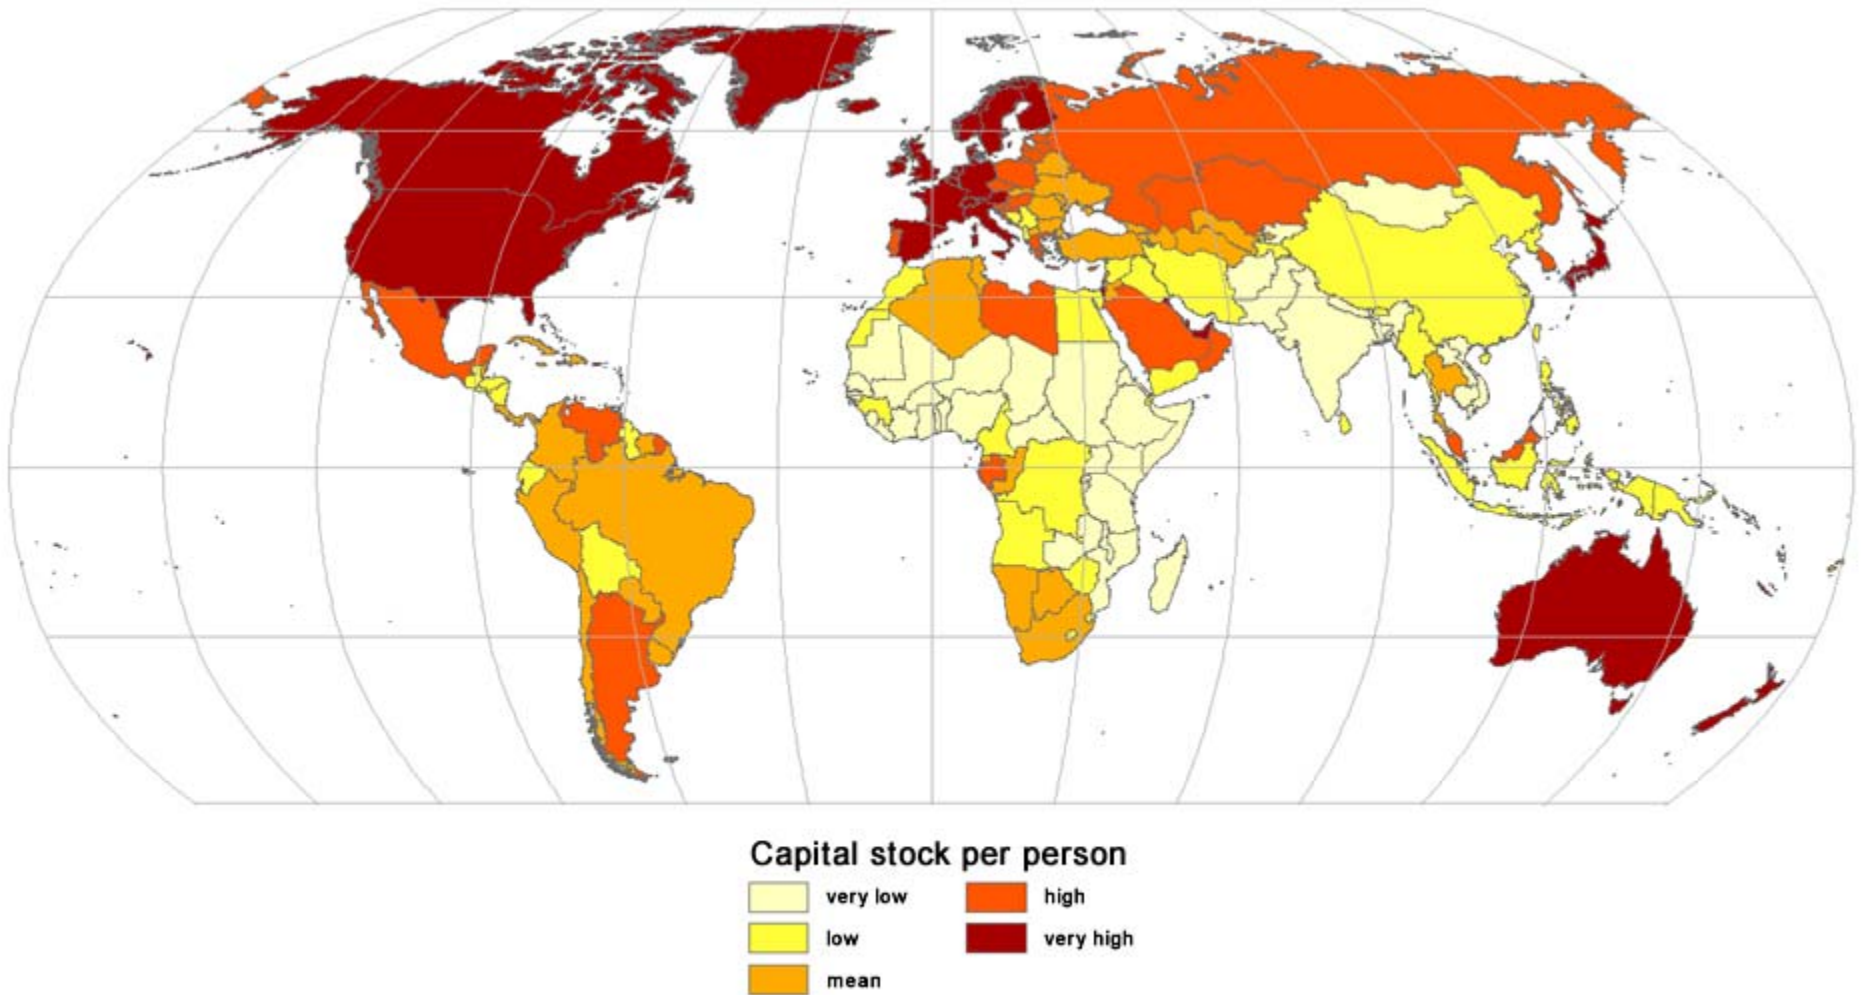 Capital stock per person
very low
low
mean
high
very high